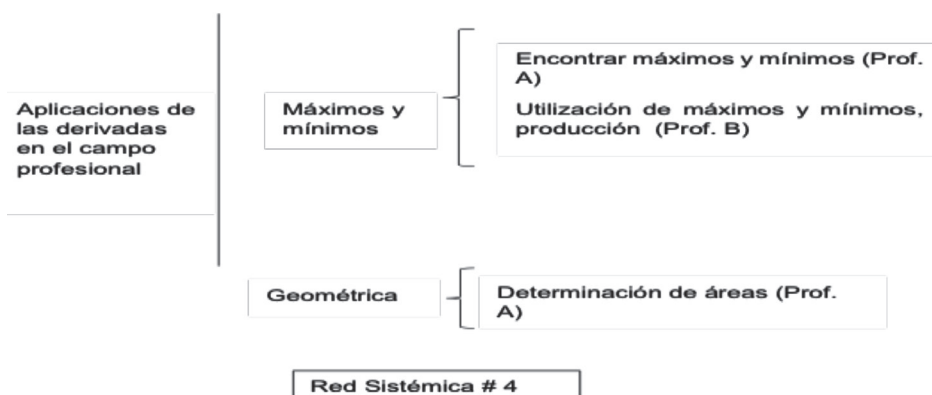 Aplicaciones de
las derivadas
en el campo
profesional
Máximos y
mínimos
Encontrar máximos y mínimos (Prof.
A)
Utilización de máximos y mínimos,
producción (Prof. B)
Geométrica
Determinación de áreas (Prof.
A)
Red Sistémica # 4